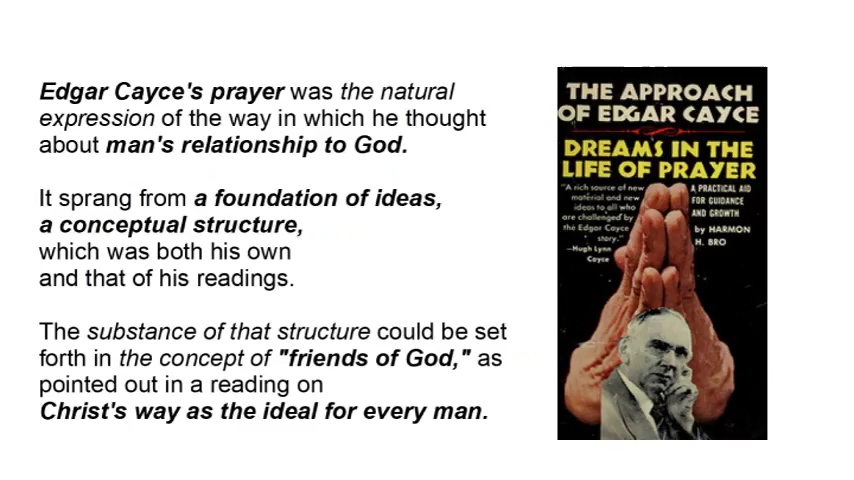 Edgar Cayce's prayer was the natural
expression of the way in which he thought
about man's relationship to God.
It sprang from a foundation of ideas,
a conceptual structure,
which was both his own
and that of his readings.
The substance of that structure could be set
forth in the concept of "friends of God," as
pointed out in a reading on
Christ's way as the ideal for every man.
THE APPROACH
OF EDGAR CAYCE
DREAMS IN THE
LIFE OF PRAYER
"A rich source of new
material and new
ideas to all who
are challenged by
the Edgar Cayce
story."
—Hugh Lynn
Cayce
A PRACTICAL AID
FOR GUIDANCE
AND GROWTH
by HARMON
H. BRO